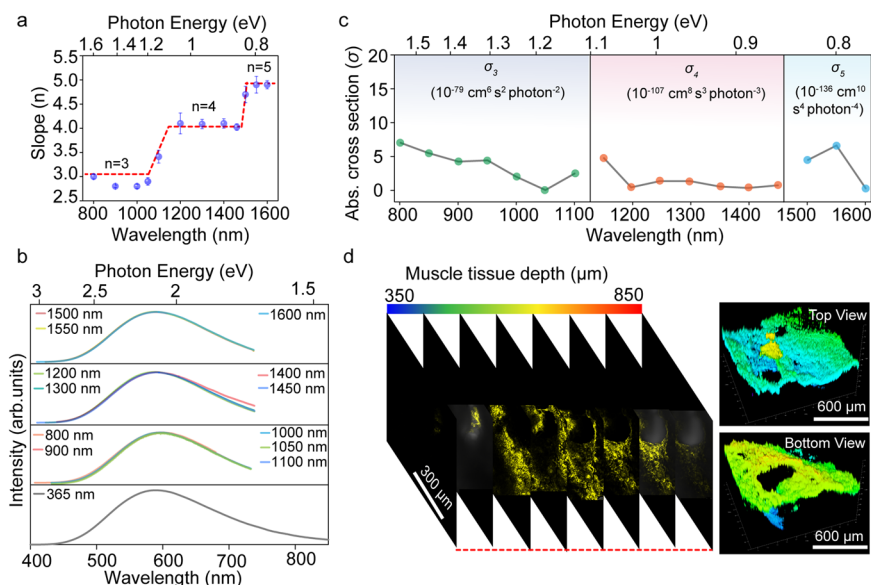 a
Photon Energy (eV)
1.6 1.4 1.2 1 0.8
5.5
5.0
4.5
4.0
3.5
3.0
2.5
Slope (n)
n=3
n=4
n=5
800 1000 1200 1400 1600
Wavelength (nm)
b
Photon Energy (eV)
3 2.5 2 1.5
Intensity (arb.units)
1500 nm
1550 nm
1600 nm
1200 nm
1300 nm
1400 nm
1450 nm
800 nm
900 nm
1000 nm
1050 nm
1100 nm
365 nm
400 500 600 700 800
Wavelength (nm)
c
Photon Energy (eV)
1.5 1.4 1.3 1.2 1.1 1 0.9 0.8
Abs. cross section (σ)
20
15
10
5
0
σ3
(10⁻⁷⁹ cm⁶ s² photon⁻²)
σ4
(10⁻¹⁰⁷ cm⁸ s³ photon⁻³)
σ5
(10⁻¹³⁶ cm¹⁰
s⁴ photon⁻⁴)
800 900 1000 1100 1200 1300 1400 1500 1600
Wavelength (nm)
d
Muscle tissue depth (μm)
350 850
300 μm
Top View
600 μm
Bottom View
600 μm